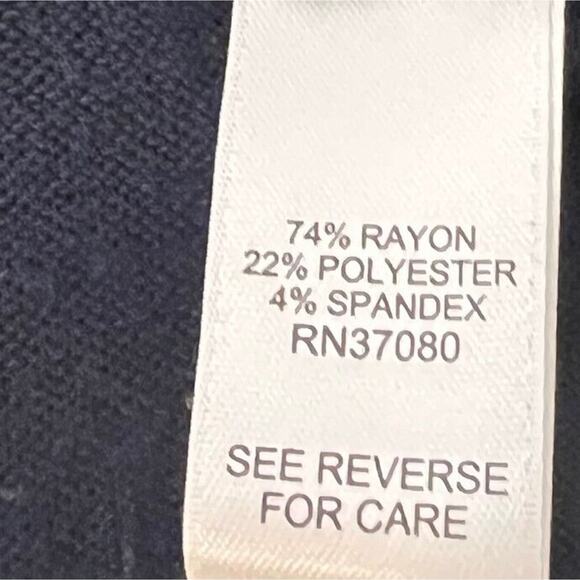 74% RAYON
22% POLYESTER
4% SPANDEX
RN37080
SEE REVERSE
FOR CARE